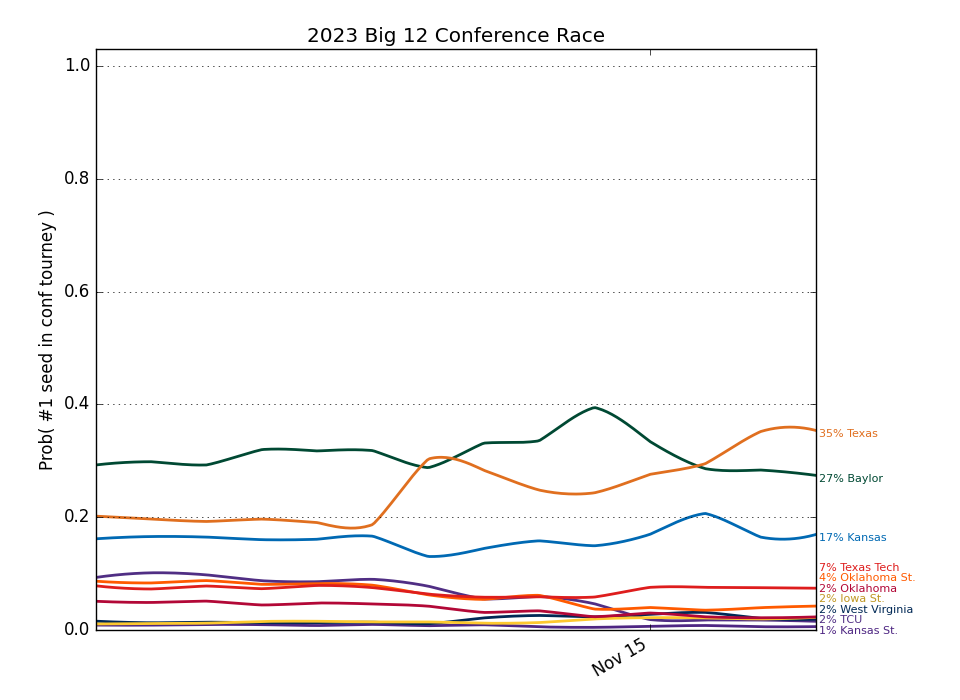 2023 Big 12 Conference Race
Prob( #1 seed in conf tourney )
1.0
0.8
0.6
0.4
0.2
0.0
Nov 15
35% Texas
27% Baylor
17% Kansas
7% Texas Tech
4% Oklahoma St.
2% Oklahoma
2% Iowa St.
2% West Virginia
2% TCU
1% Kansas St.